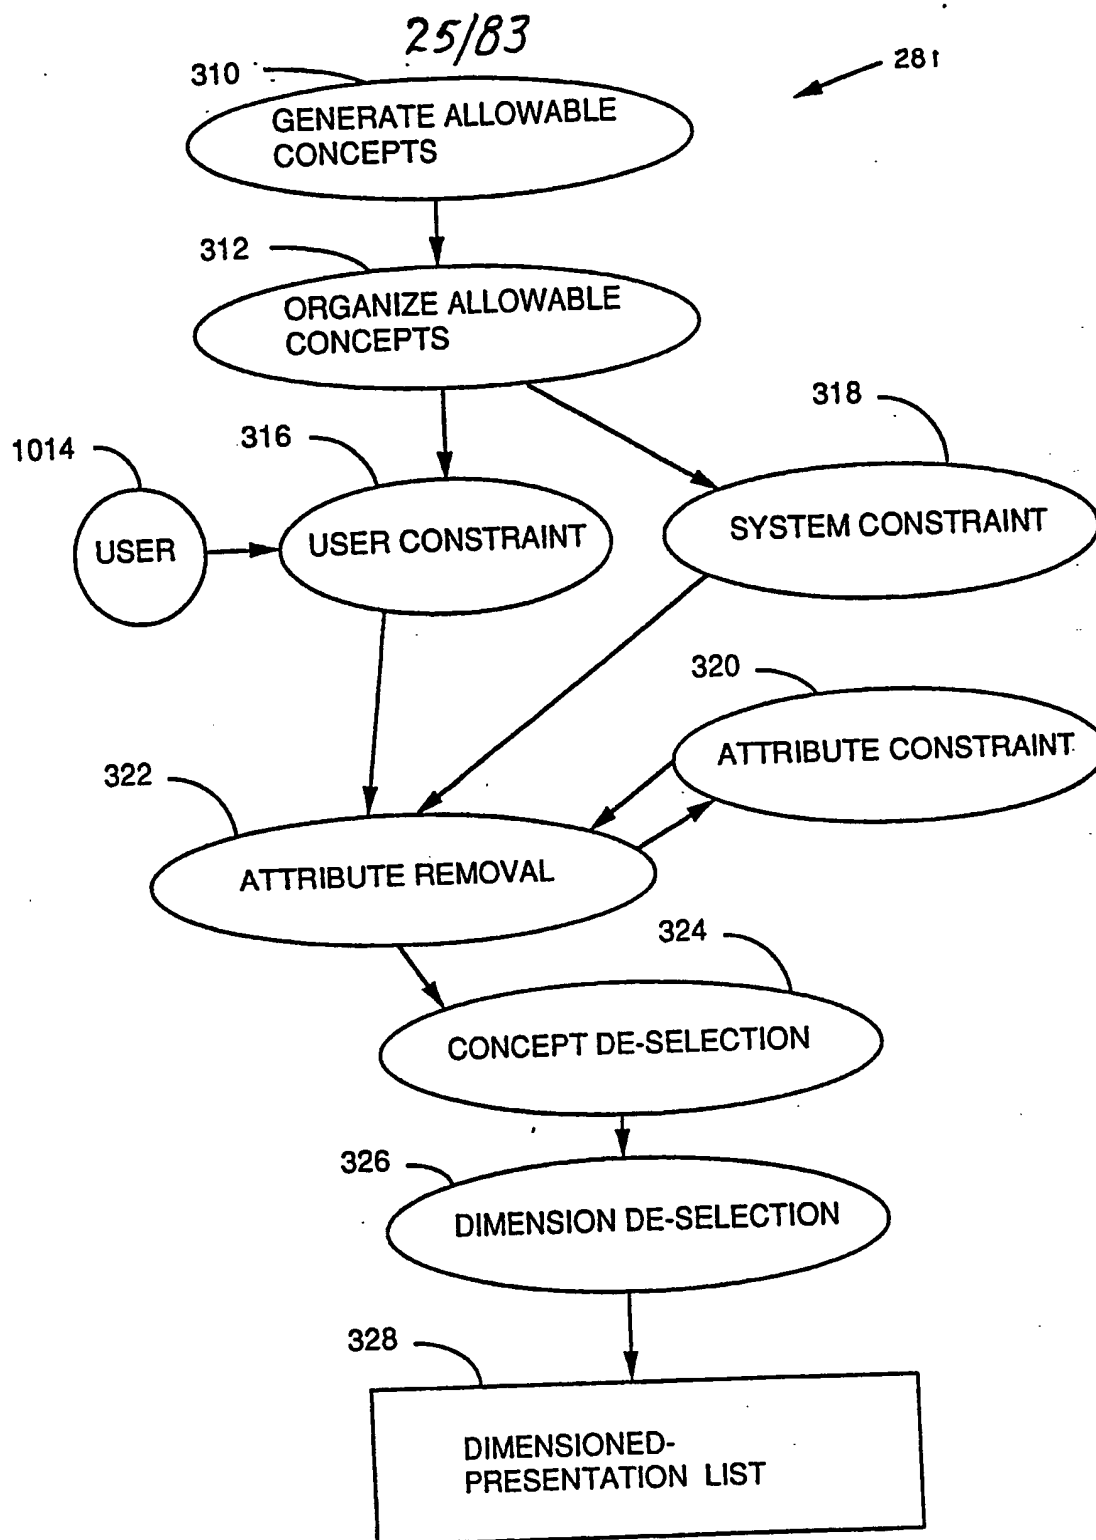 25/83
310
281
GENERATE ALLOWABLE
CONCEPTS
312
ORGANIZE ALLOWABLE
CONCEPTS
318
316
1014
USER
USER CONSTRAINT
SYSTEM CONSTRAINT
320
ATTRIBUTE CONSTRAINT
322
ATTRIBUTE REMOVAL
324
CONCEPT DE-SELECTION
326
DIMENSION DE-SELECTION
328
DIMENSIONED-
PRESENTATION LIST